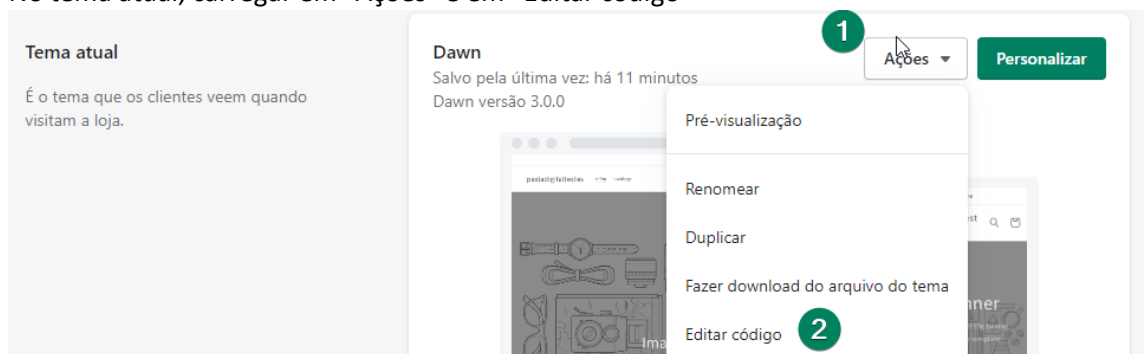 No tema atual, carregar em "Ações" e em "Editar código"
Tema atual
É o tema que os clientes veem quando
visitam a loja.
Dawn
Salvo pela última vez: há 11 minutos
Dawn versão 3.0.0
1
Ações
Personalizar
Pré-visualização
Renomear
Duplicar
Fazer download do arquivo do tema
Editar código
2
Ima
nner